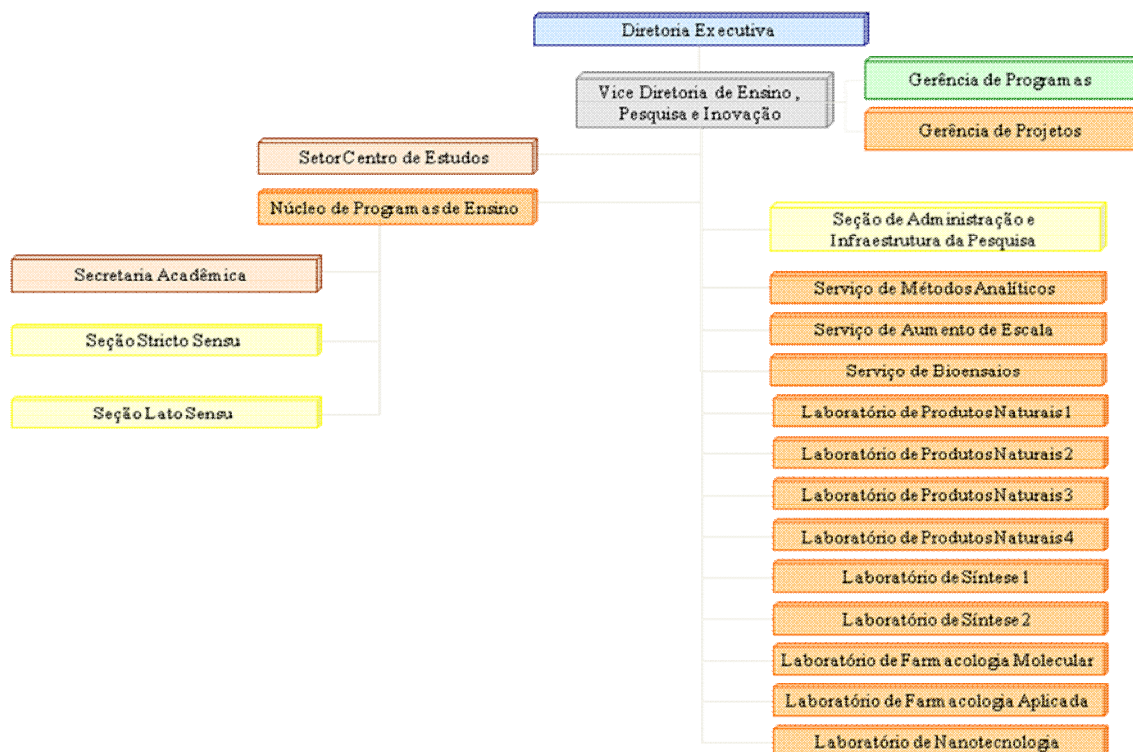 Diretoria Executiva
Vice Diretoria de Ensino,
Pesquisa e Inovação
Gerência de Programas
Gerência de Projetos
Setor Centro de Estudos
Núcleo de Programas de Ensino
Secretaria Acadêmica
Seção Stricto Sensu
Seção Lato Sensu
Seção de Administração e
Infraestrutura da Pesquisa
Serviço de Métodos Analíticos
Serviço de Aumento de Escala
Serviço de Bioensaios
Laboratório de Produtos Naturais 1
Laboratório de Produtos Naturais 2
Laboratório de Produtos Naturais 3
Laboratório de Produtos Naturais 4
Laboratório de Síntese 1
Laboratório de Síntese 2
Laboratório de Farmacologia Molecular
Laboratório de Farmacologia Aplicada
Laboratório de Nanotecnologia